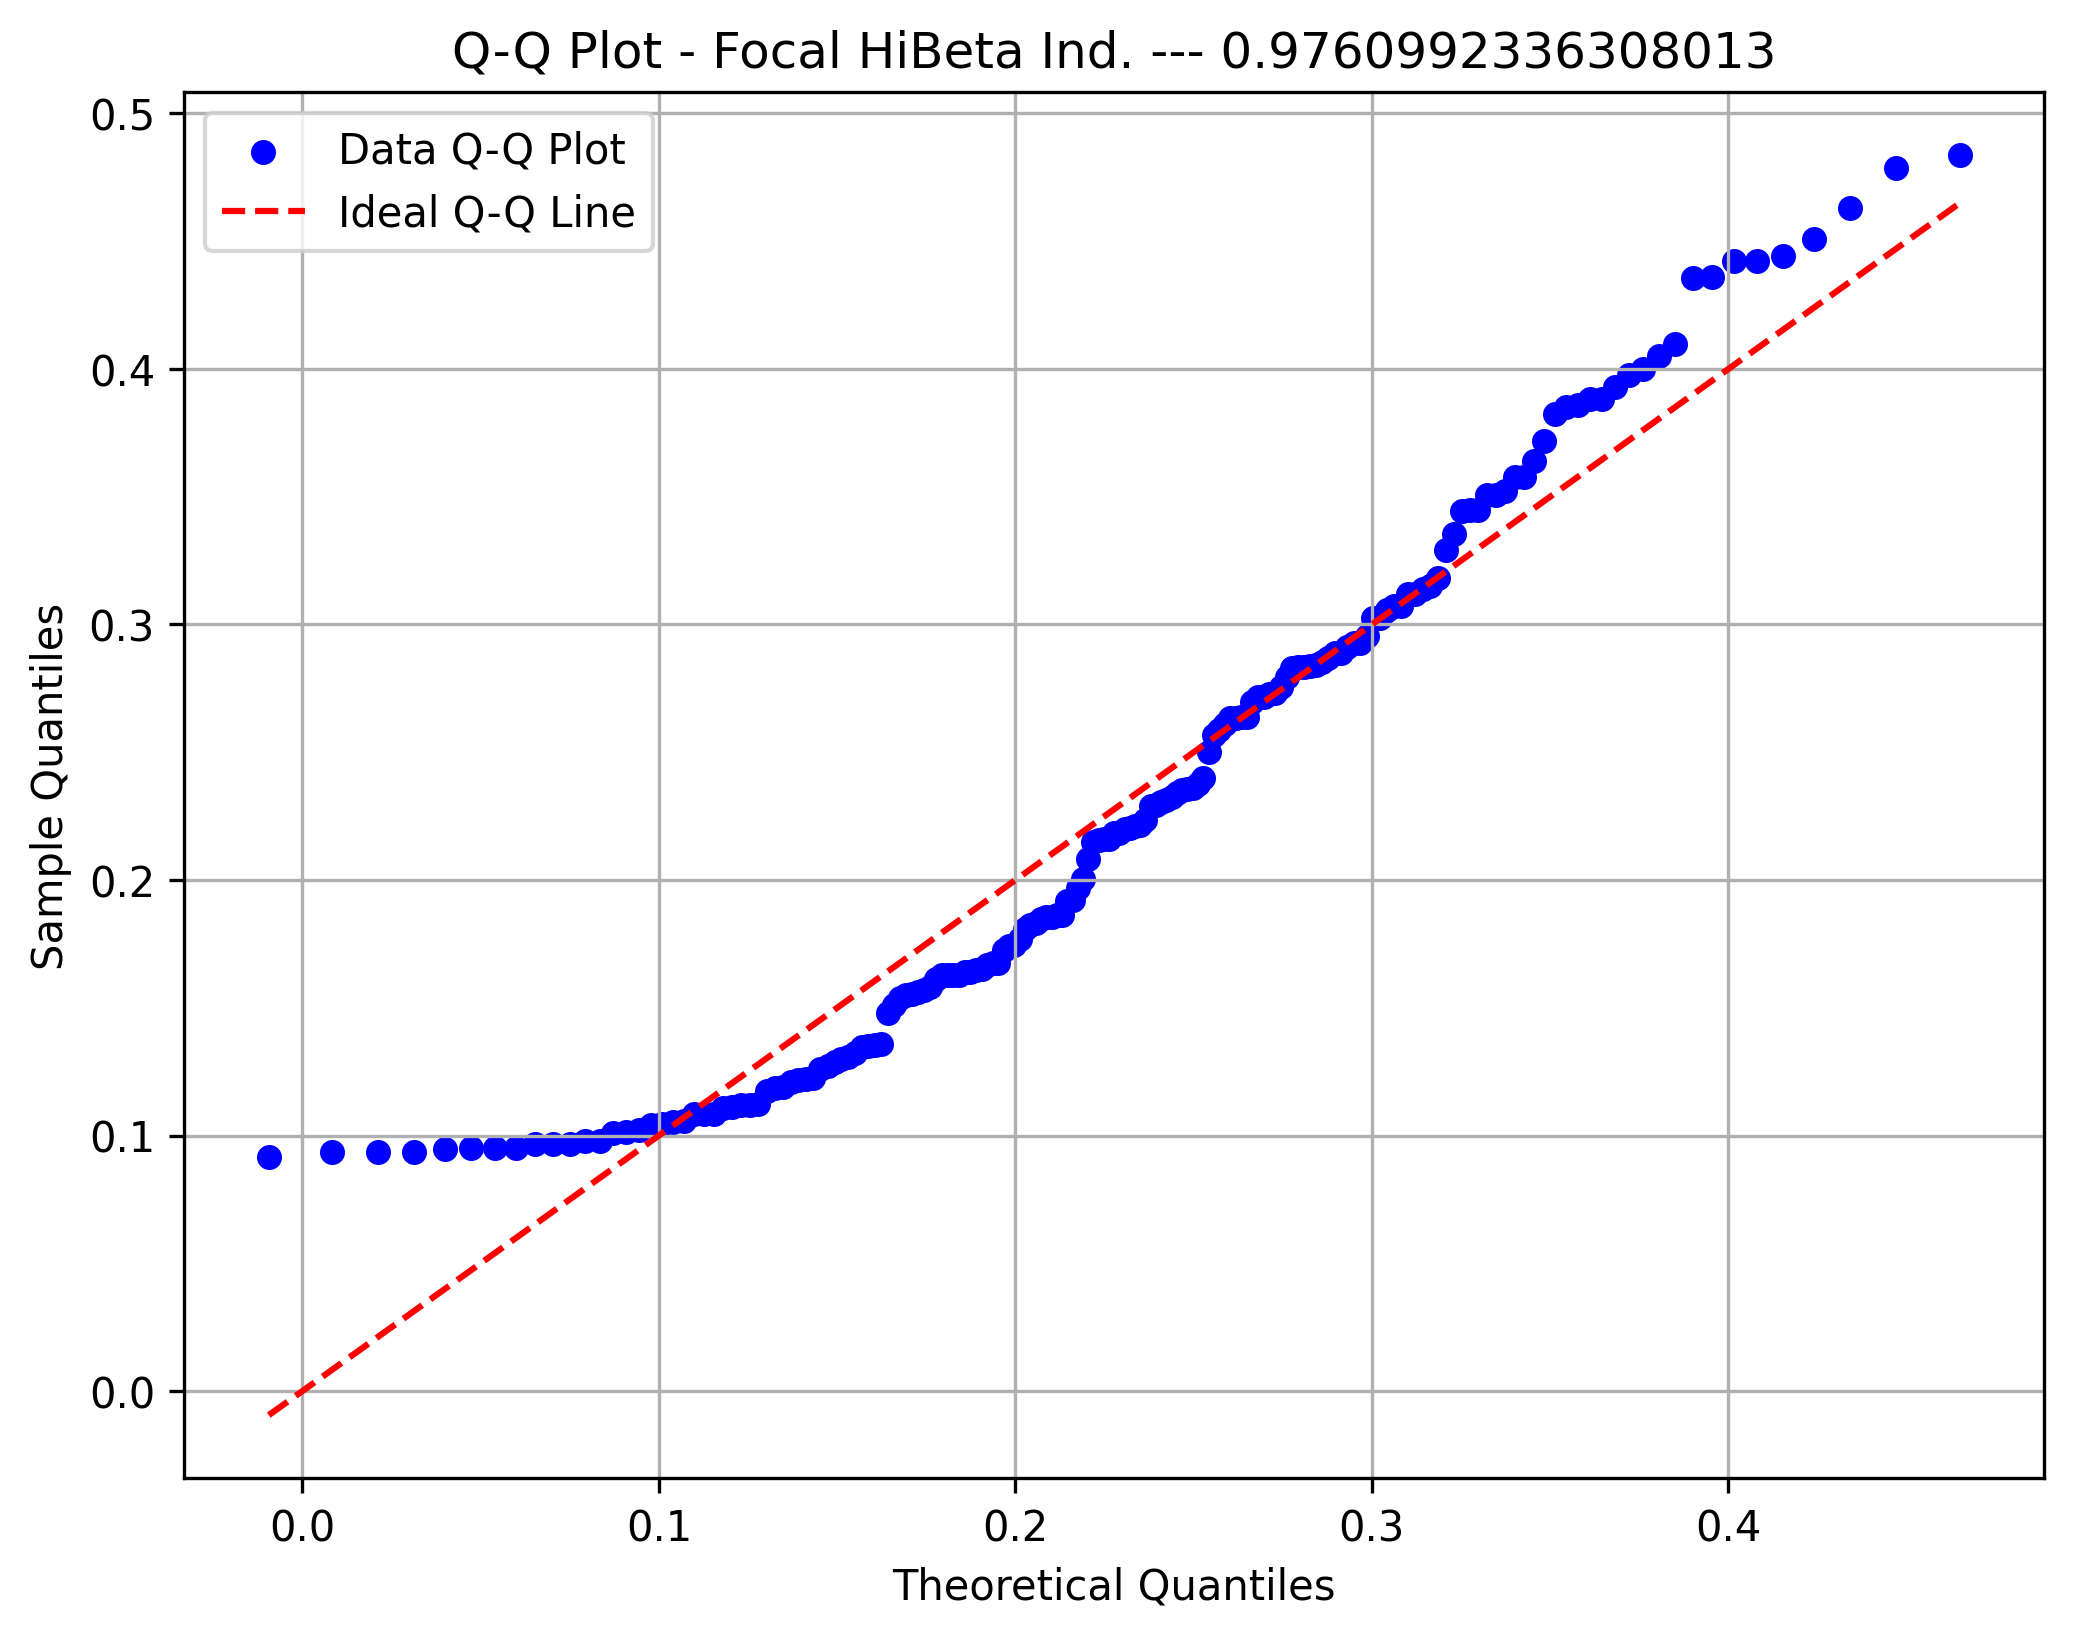 Q-Q Plot - Focal HiBeta Ind. --- 0.9760992336308013
Data Q-Q Plot
Ideal Q-Q Line
0.5
0.4
0.3
0.2
0.1
0.0
Sample Quantiles
0.0 0.1 0.2 0.3 0.4
Theoretical Quantiles